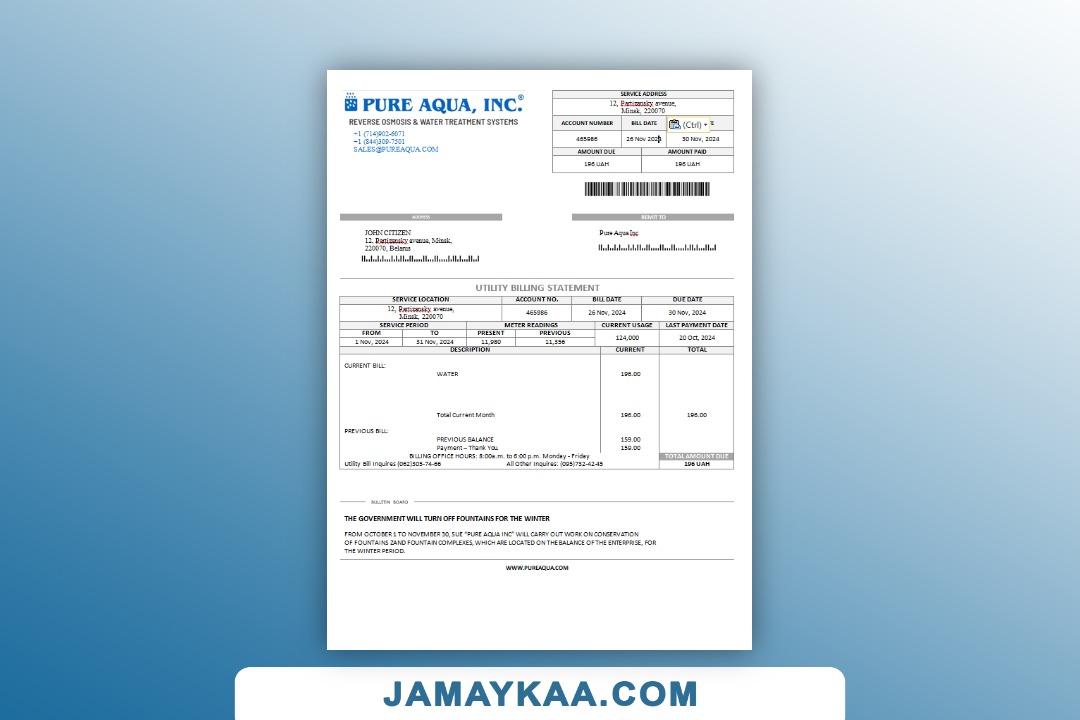 PURE AQUA, INC.®
REVERSE OSMOSIS & WATER TREATMENT SYSTEMS
+1 (714)902-6071
+1 (844)309-7501
SALES@PUREAQUA.COM
SERVICE ADDRESS
12, Partizansky avenue,
Minsk, 220070
ACCOUNT NUMBER BILL DATE E
(Ctrl)
465986 26 Nov 2024 30 Nov, 2024
AMOUNT DUE AMOUNT PAID
196 UAH 196 UAH
ADDRESS REMIT TO
JOHN CITIZEN
12, Partizansky avenue, Minsk,
220070, Belarus
Pure Aqua Inc
UTILITY BILLING STATEMENT
SERVICE LOCATION ACCOUNT NO. BILL DATE DUE DATE
12, Partizansky avenue,
Minsk, 220070
465986 26 Nov, 2024 30 Nov, 2024
SERVICE PERIOD METER READINGS CURRENT USAGE LAST PAYMENT DATE
FROM TO PRESENT PREVIOUS
124,000 20 Oct, 2024
1 Nov, 2024 31 Nov, 2024 11,980 11,356
DESCRIPTION CURRENT TOTAL
CURRENT BILL:
WATER 196.00
Total Current Month 196.00 196.00
PREVIOUS BILL:
PREVIOUS BALANCE 159.00
Payment – Thank You 159.00
BILLING OFFICE HOURS: 8:00a.m. to 6:00 p.m. Monday - Friday TOTAL AMOUNT DUE
Utility Bill Inquires (062)305-74-66 All Other Inquires: (095)752-42-45 196 UAH
BULLETIN BOARD
THE GOVERNMENT WILL TURN OFF FOUNTAINS FOR THE WINTER
FROM OCTOBER 1 TO NOVEMBER 30, SUE "PURE AQUA INC" WILL CARRY OUT WORK ON CONSERVATION
OF FOUNTAINS ZAND FOUNTAIN COMPLEXES, WHICH ARE LOCATED ON THE BALANCE OF THE ENTERPRISE, FOR
THE WINTER PERIOD.
WWW.PUREAQUA.COM
JAMAYKAA.COM